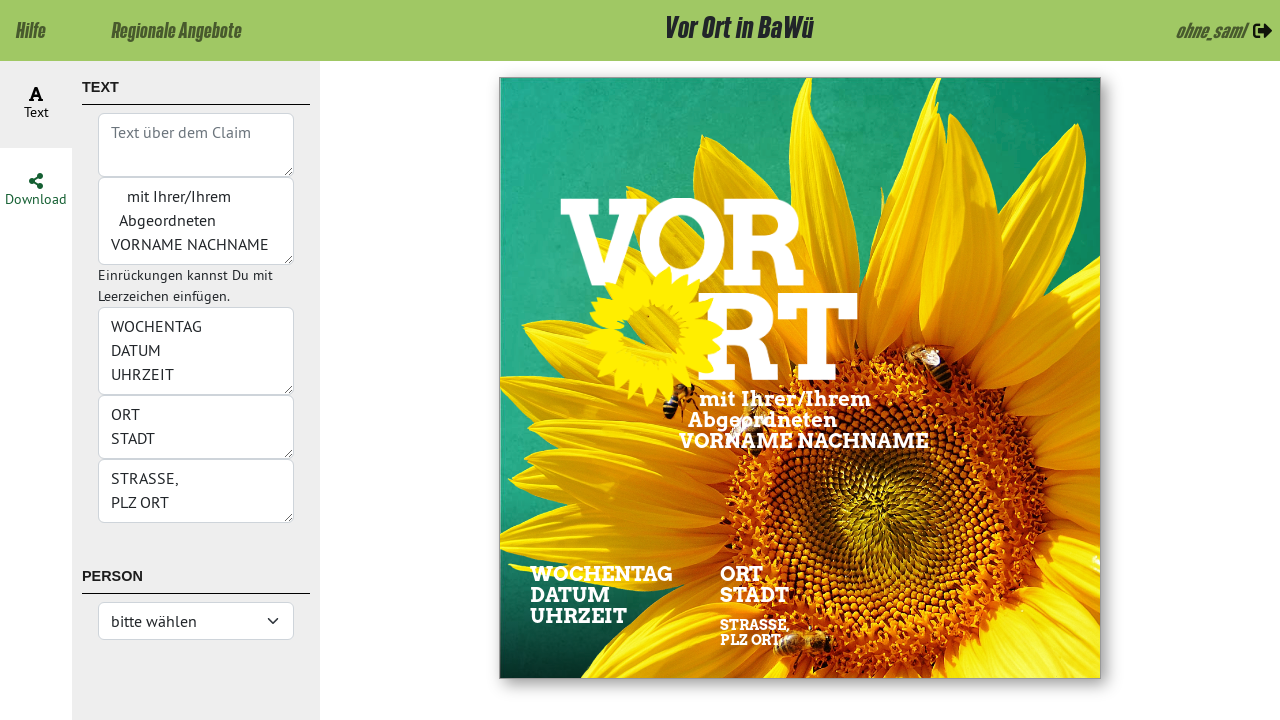 Hilfe
Regionale Angebote
Vor Ort in BaWü
ohne_saml
Text
Download
TEXT
Text über dem Claim
mit Ihrer/Ihrem
Abgeordneten
VORNAME NACHNAME
Einrückungen kannst Du mit
Leerzeichen einfügen.
WOCHENTAG
DATUM
UHRZEIT
ORT
STADT
STRASSE,
PLZ ORT
PERSON
bitte wählen
VOR
ORT
mit Ihrer/Ihrem
Abgeordneten
VORNAME NACHNAME
WOCHENTAG
DATUM
UHRZEIT
ORT
STADT
STRASSE,
PLZ ORT